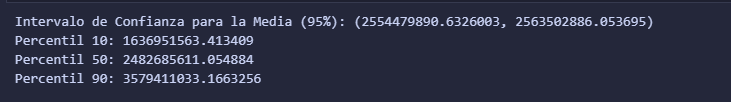 Intervalo de Confianza para la Media (95%): (2554479890.6326003, 2563502886.053695)
Percentil 10: 1636951563.413409
Percentil 50: 2482685611.054884
Percentil 90: 3579411033.1663256